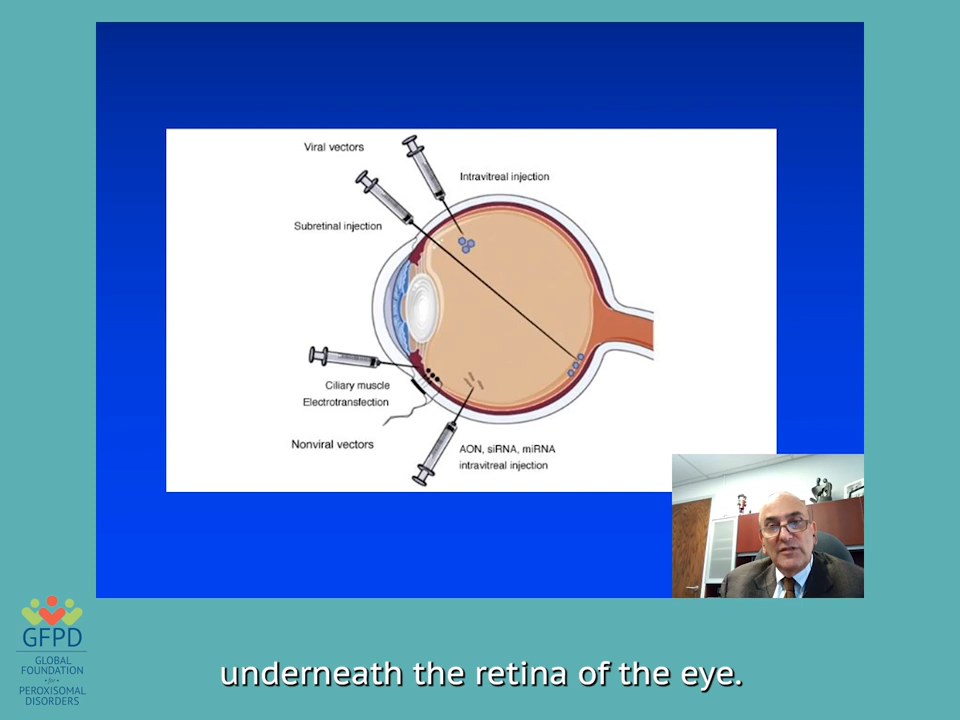 Viral vectors
Intravitreal injection
Subretinal injection
Ciliary muscle
Electrotransfection
Nonviral vectors
AON, siRNA, miRNA
intravitreal injection
GFPD
GLOBAL
FOUNDATION
• for •
PEROXISOMAL
DISORDERS
underneath the retina of the eye.